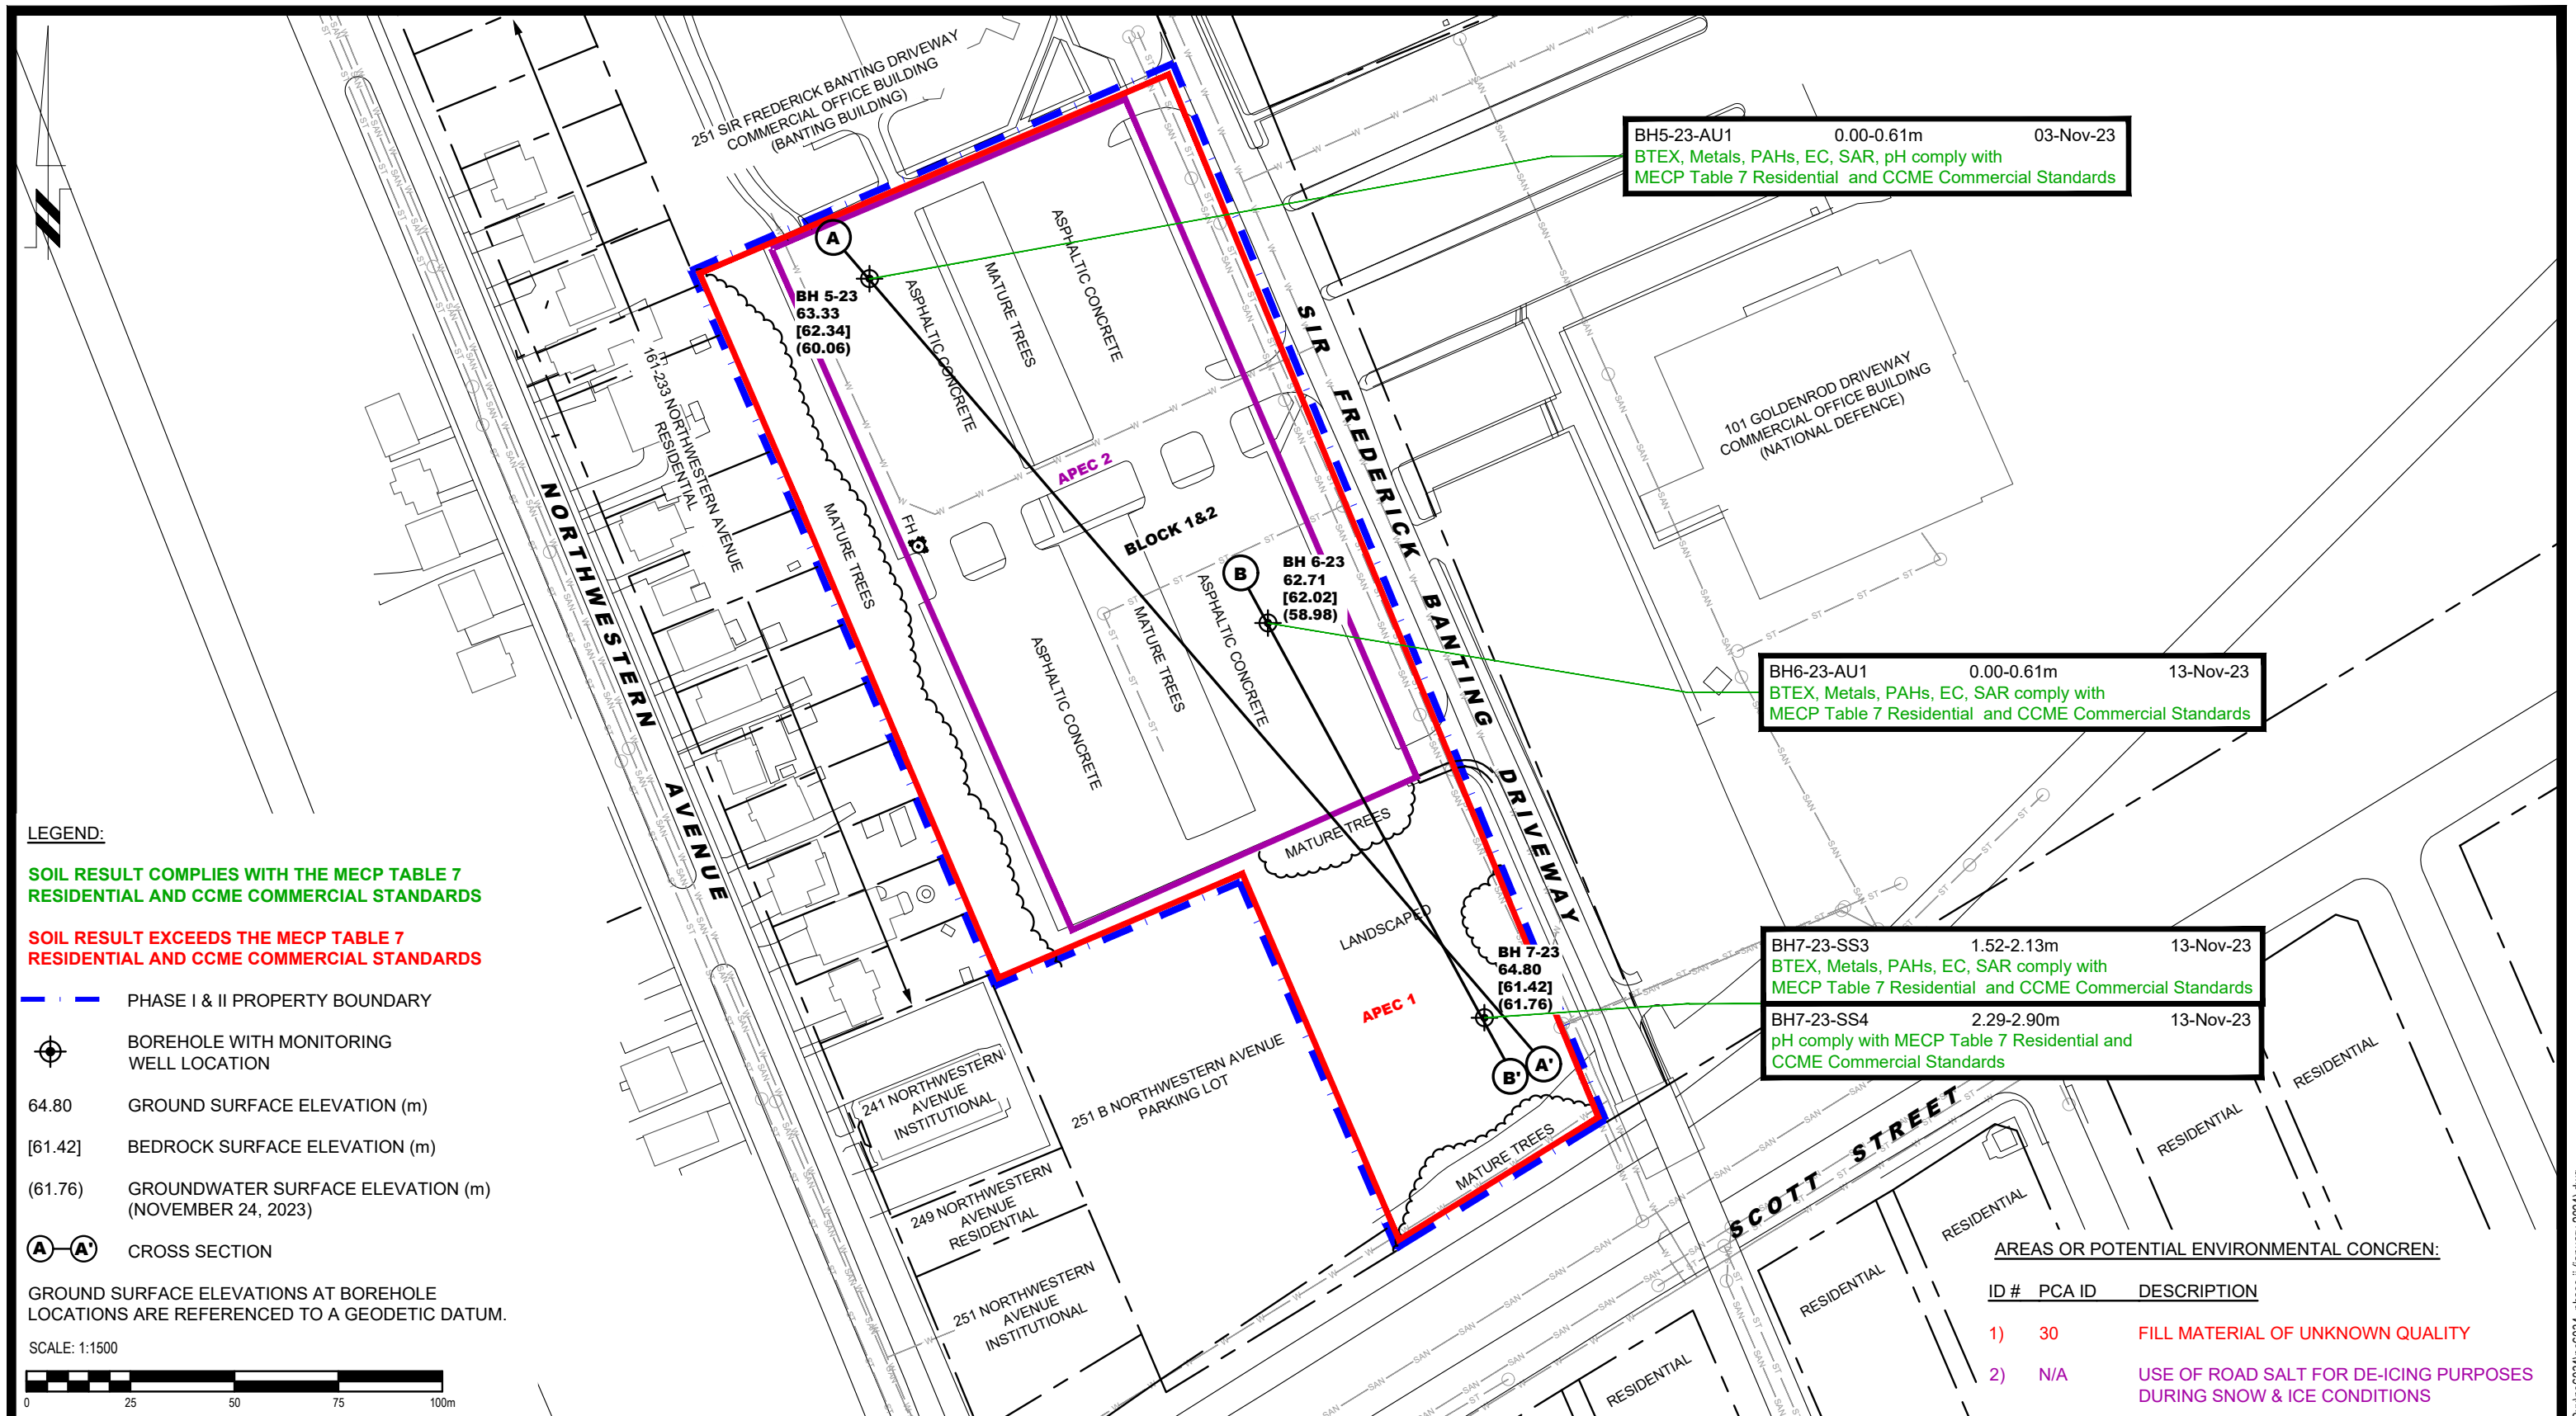 251 SIR FREDERICK BANTING DRIVEWAY
COMMERCIAL OFFICE BUILDING
(BANTING BUILDING)
BH5-23-AU1 0.00-0.61m 03-Nov-23
BTEX, Metals, PAHs, EC, SAR, pH comply with
MECP Table 7 Residential and CCME Commercial Standards
A
BH 5-23
63.33
[62.34]
(60.06)
ASPHALTIC CONCRETE
MATURE TREES
ASPHALTIC CONCRETE
SIR FREDERICK BANTING DRIVEWAY
101 GOLDENROD DRIVEWAY
COMMERCIAL OFFICE BUILDING
(NATIONAL DEFENCE)
161-233 NORTHWESTERN AVENUE
RESIDENTIAL
NORTHWESTERN AVENUE
MATURE TREES
FH
APEC 2
BLOCK 1&2
B
BH 6-23
62.71
[62.02]
(58.98)
ASPHALTIC CONCRETE
MATURE TREES
ASPHALTIC CONCRETE
BH6-23-AU1 0.00-0.61m 13-Nov-23
BTEX, Metals, PAHs, EC, SAR comply with
MECP Table 7 Residential and CCME Commercial Standards
MATURE TREES
LANDSCAPED
BH 7-23
64.80
[61.42]
(61.76)
APEC 1
B'
A'
MATURE TREES
BH7-23-SS3 1.52-2.13m 13-Nov-23
BTEX, Metals, PAHs, EC, SAR comply with
MECP Table 7 Residential and CCME Commercial Standards
BH7-23-SS4 2.29-2.90m 13-Nov-23
pH comply with MECP Table 7 Residential and
CCME Commercial Standards
241 NORTHWESTERN
AVENUE
INSTITUTIONAL
251 B NORTHWESTERN AVENUE
PARKING LOT
249 NORTHWESTERN
AVENUE
RESIDENTIAL
251 NORTHWESTERN
AVENUE
INSTITUTIONAL
SCOTT STREET
RESIDENTIAL
RESIDENTIAL
RESIDENTIAL
RESIDENTIAL
RESIDENTIAL
LEGEND:
SOIL RESULT COMPLIES WITH THE MECP TABLE 7
RESIDENTIAL AND CCME COMMERCIAL STANDARDS
SOIL RESULT EXCEEDS THE MECP TABLE 7
RESIDENTIAL AND CCME COMMERCIAL STANDARDS
PHASE I & II PROPERTY BOUNDARY
BOREHOLE WITH MONITORING
WELL LOCATION
64.80 GROUND SURFACE ELEVATION (m)
[61.42] BEDROCK SURFACE ELEVATION (m)
(61.76) GROUNDWATER SURFACE ELEVATION (m)
(NOVEMBER 24, 2023)
A A' CROSS SECTION
GROUND SURFACE ELEVATIONS AT BOREHOLE
LOCATIONS ARE REFERENCED TO A GEODETIC DATUM.
SCALE: 1:1500
0 25 50 75 100m
AREAS OR POTENTIAL ENVIRONMENTAL CONCREN:
ID # PCA ID DESCRIPTION
1) 30 FILL MATERIAL OF UNKNOWN QUALITY
2) N/A USE OF ROAD SALT FOR DE-ICING PURPOSES
DURING SNOW & ICE CONDITIONS